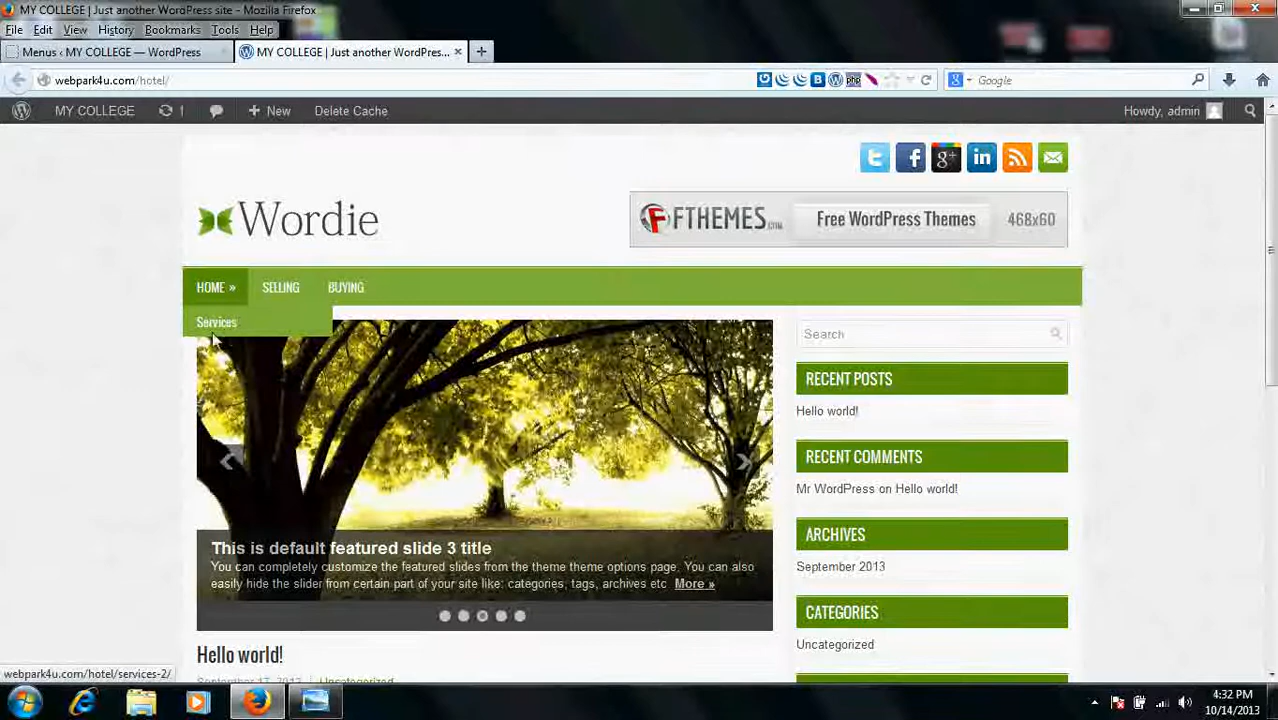 MY COLLEGE | Just another WordPress site - Mozilla Firefox
File Edit View History Bookmarks Tools Help
Menus ‹ MY COLLEGE — WordPress
MY COLLEGE | Just another WordPres...
webpark4u.com/hotel/
Google
MY COLLEGE 1 New Delete Cache Howdy, admin
Wordie
FTHEMES.COM Free WordPress Themes 468x60
HOME » SELLING BUYING
Services
Search
RECENT POSTS
Hello world!
RECENT COMMENTS
Mr WordPress on Hello world!
ARCHIVES
September 2013
CATEGORIES
Uncategorized
This is default featured slide 3 title
You can completely customize the featured slides from the theme theme options page. You can also
easily hide the slider from certain part of your site like: categories, tags, archives etc More »
Hello world!
September 17, 2013 Uncategorized
webpark4u.com/hotel/services-2/
4:32 PM
10/14/2013